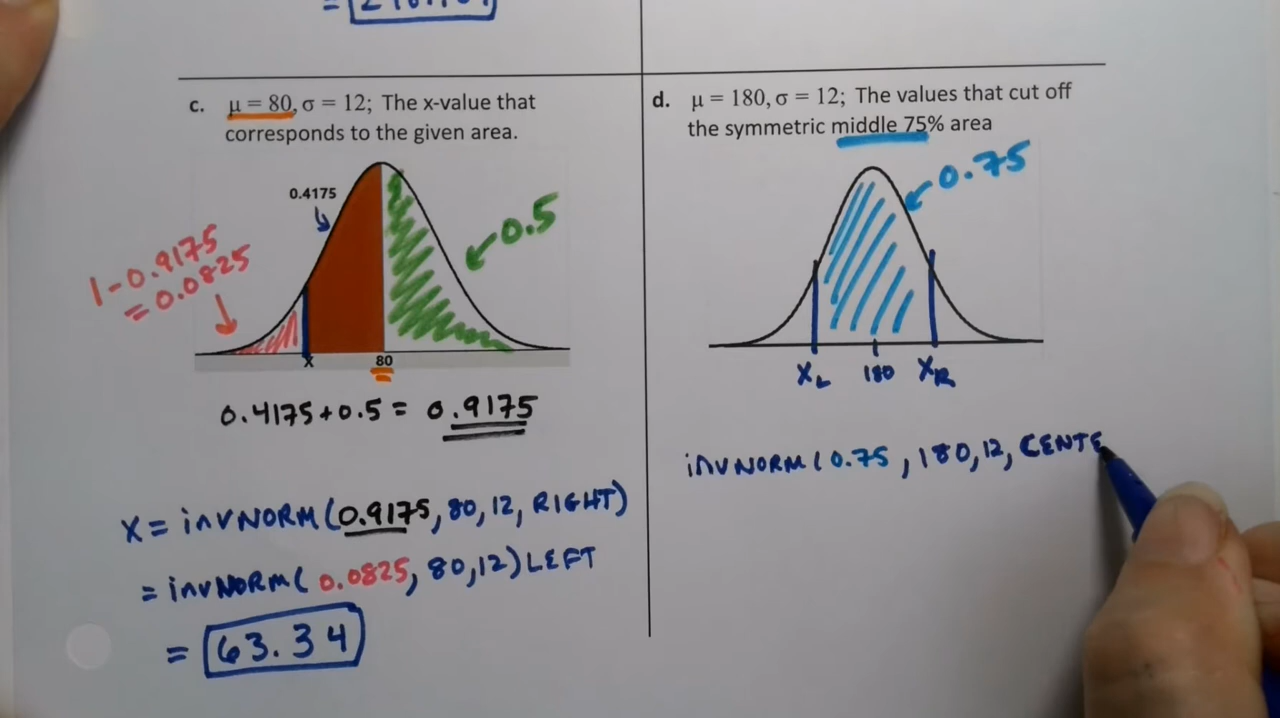 c. μ = 80, σ = 12; The x-value that
corresponds to the given area.
0.4175
0.5
1-0.9175
= 0.0825
X
80
0.4175+0.5 = 0.9175
X = invNORM(0.9175, 80, 12, RIGHT)
= invNORM( 0.0825, 80,12) LEFT
= 63.34
d. μ = 180, σ = 12; The values that cut off
the symmetric middle 75% area
0.75
XL 180 XR
invNORM(0.75, 180, 12, CENTE